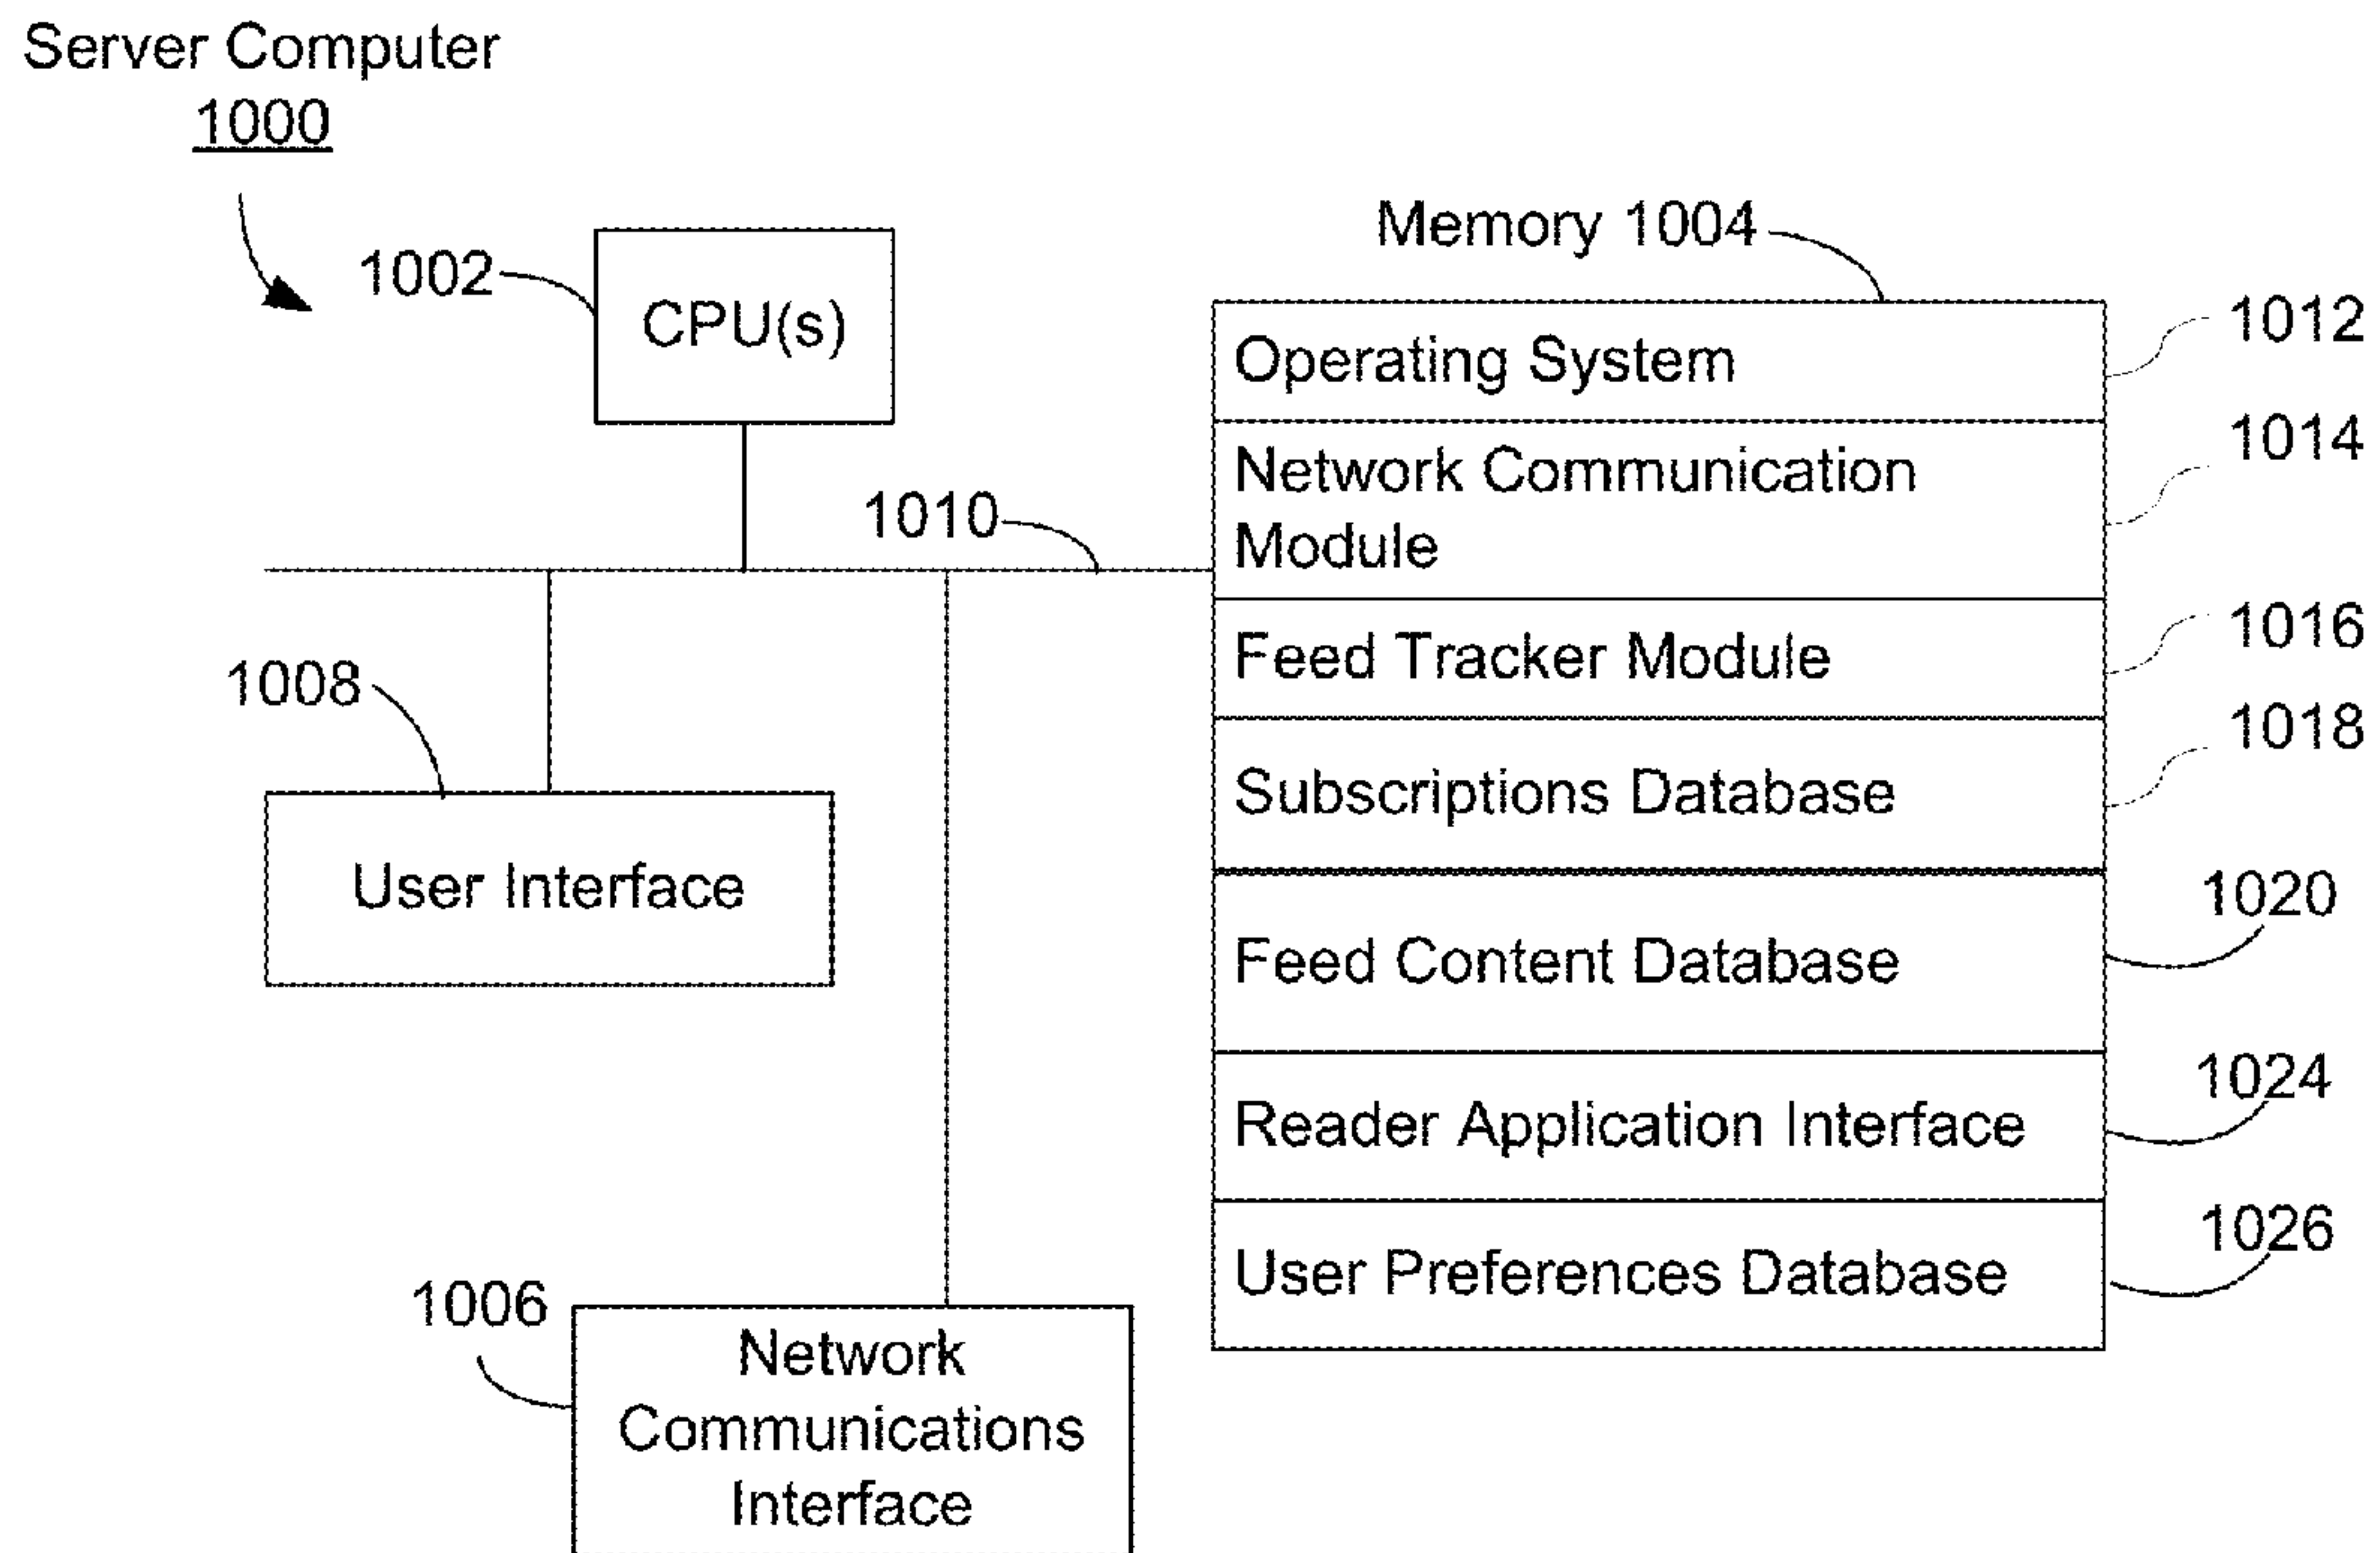 Server Computer
1000
1002
CPU(s)
Memory 1004
Operating System
1012
Network Communication
Module
1014
1010
Feed Tracker Module
1016
Subscriptions Database
1018
1008
User Interface
Feed Content Database
1020
Reader Application Interface
1024
User Preferences Database
1026
1006
Network
Communications
Interface